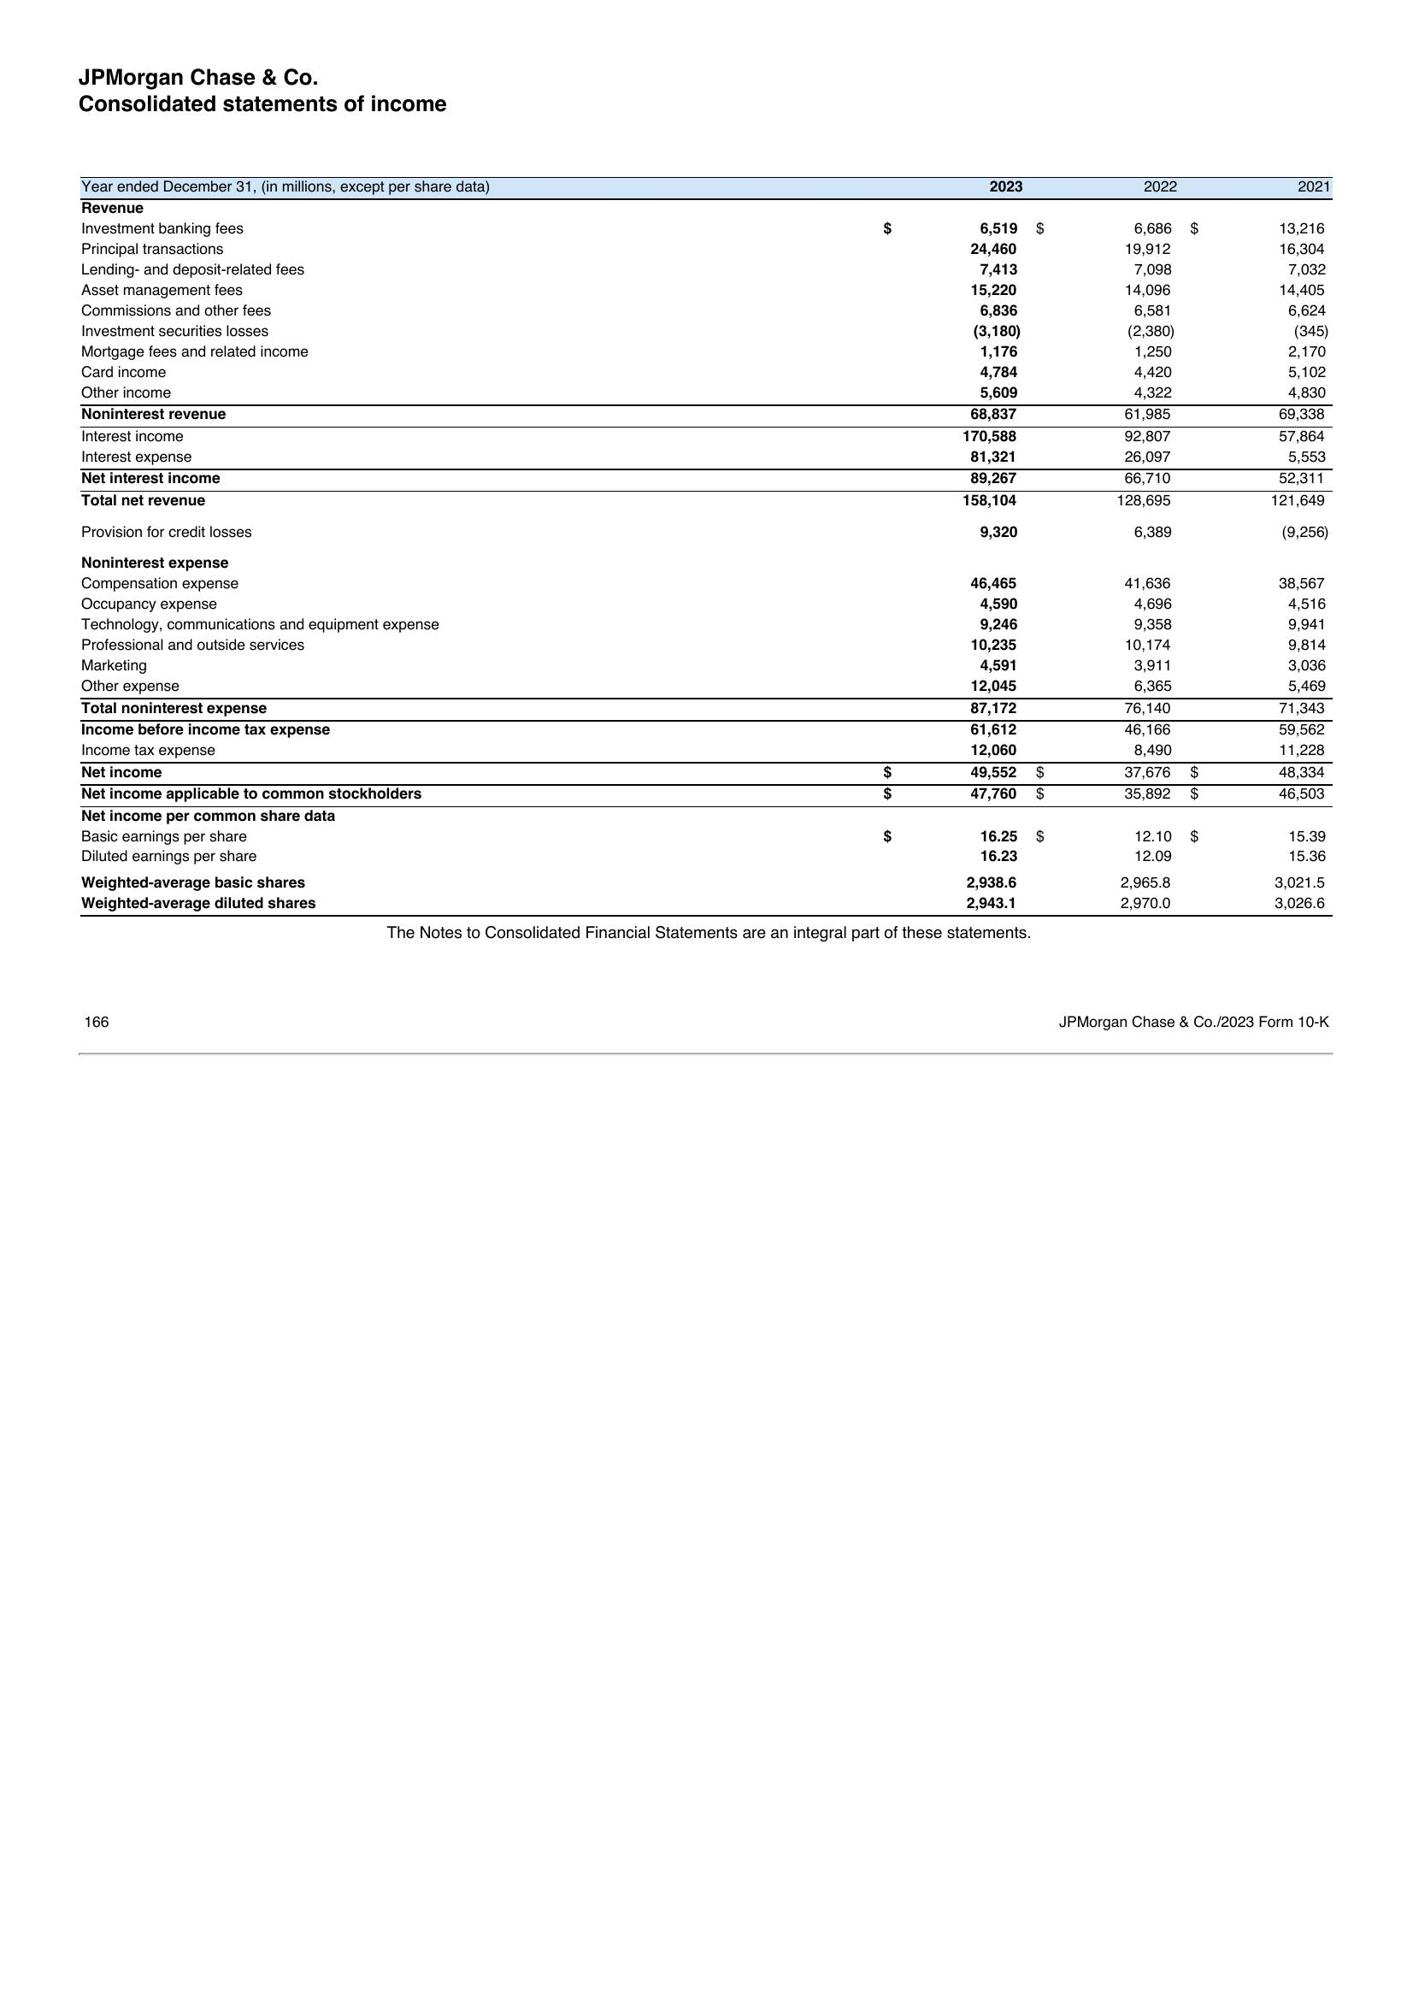 JPMorgan Chase & Co.
Consolidated statements of income
Year ended December 31, (in millions, except per share data) 2023 2022 2021
Revenue
Investment banking fees $ 6,519 $ 6,686 $ 13,216
Principal transactions 24,460 19,912 16,304
Lending- and deposit-related fees 7,413 7,098 7,032
Asset management fees 15,220 14,096 14,405
Commissions and other fees 6,836 6,581 6,624
Investment securities losses (3,180) (2,380) (345)
Mortgage fees and related income 1,176 1,250 2,170
Card income 4,784 4,420 5,102
Other income 5,609 4,322 4,830
Noninterest revenue 68,837 61,985 69,338
Interest income 170,588 92,807 57,864
Interest expense 81,321 26,097 5,553
Net interest income 89,267 66,710 52,311
Total net revenue 158,104 128,695 121,649
Provision for credit losses 9,320 6,389 (9,256)
Noninterest expense
Compensation expense 46,465 41,636 38,567
Occupancy expense 4,590 4,696 4,516
Technology, communications and equipment expense 9,246 9,358 9,941
Professional and outside services 10,235 10,174 9,814
Marketing 4,591 3,911 3,036
Other expense 12,045 6,365 5,469
Total noninterest expense 87,172 76,140 71,343
Income before income tax expense 61,612 46,166 59,562
Income tax expense 12,060 8,490 11,228
Net income $ 49,552 $ 37,676 $ 48,334
Net income applicable to common stockholders $ 47,760 $ 35,892 $ 46,503
Net income per common share data
Basic earnings per share $ 16.25 $ 12.10 $ 15.39
Diluted earnings per share 16.23 12.09 15.36
Weighted-average basic shares 2,938.6 2,965.8 3,021.5
Weighted-average diluted shares 2,943.1 2,970.0 3,026.6
The Notes to Consolidated Financial Statements are an integral part of these statements.
166 JPMorgan Chase & Co./2023 Form 10-K